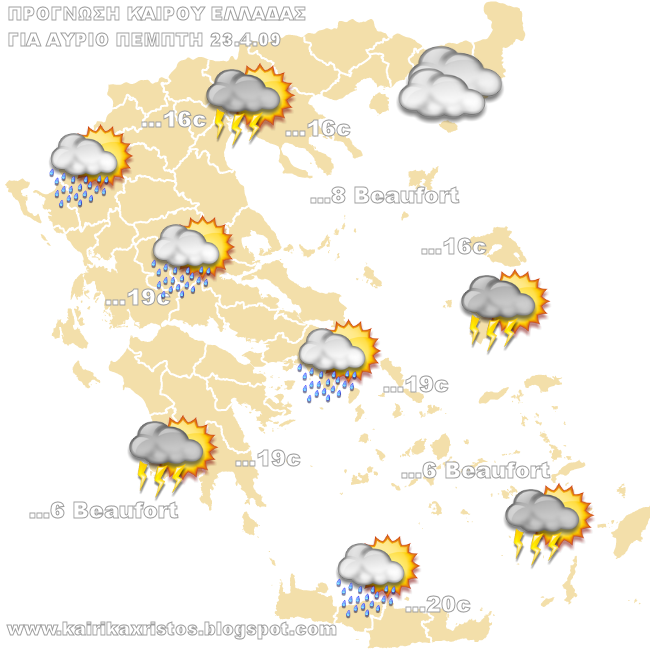 ΠΡΟΓΝΩΣΗ ΚΑΙΡΟΥ ΕΛΛΑΔΑΣ
ΓΙΑ ΑΥΡΙΟ ΠΕΜΠΤΗ 23.4.09
...16c
...16c
...8 Beaufort
...16c
...19c
...19c
...19c
...6 Beaufort
...6 Beaufort
...20c
www.kairikaxristos.blogspot.com